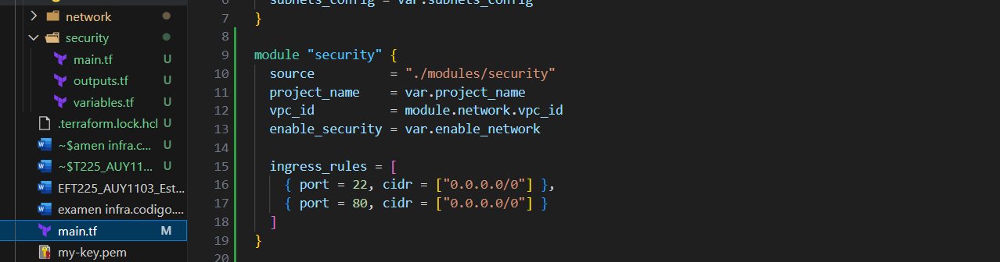 network
security
main.tf U
outputs.tf U
variables.tf U
.terraform.lock.hcl U
~$amen infra.c... U
~$T225_AUY11... U
EFT225_AUY1103_Est...
examen infra.codigo....
main.tf M
my-key.pem
6 subnets_config = var.subnets_config
7 }
8
9 module "security" {
10 source = "./modules/security"
11 project_name = var.project_name
12 vpc_id = module.network.vpc_id
13 enable_security = var.enable_network
14
15 ingress_rules = [
16 { port = 22, cidr = ["0.0.0.0/0"] },
17 { port = 80, cidr = ["0.0.0.0/0"] }
18 ]
19 }
20